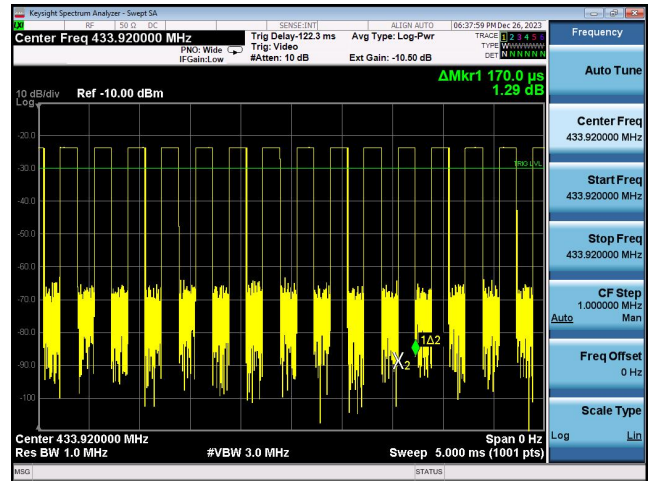 Keysight Spectrum Analyzer - Swept SA
LXI RF 50 Ω DC SENSE:INT ALIGN AUTO 06:37:59 PM Dec 26, 2023
Center Freq 433.920000 MHz
PNO: Wide
IFGain:Low
Trig Delay-122.3 ms
Trig: Video
#Atten: 10 dB
Avg Type: Log-Pwr
Ext Gain: -10.50 dB
TRACE 1 2 3 4 5 6
TYPE WWWWWW
DET N N N N N N
ΔMkr1 170.0 µs
1.29 dB
10 dB/div Ref -10.00 dBm
Log
-20.0
-30.0
TRIG LVL
-40.0
-50.0
-60.0
-70.0
-80.0
1Δ2
X2
-90.0
-100
Center 433.920000 MHz Span 0 Hz
Res BW 1.0 MHz #VBW 3.0 MHz Sweep 5.000 ms (1001 pts)
MSG STATUS
Frequency
Auto Tune
Center Freq
433.920000 MHz
Start Freq
433.920000 MHz
Stop Freq
433.920000 MHz
CF Step
1.000000 MHz
Auto Man
Freq Offset
0 Hz
Scale Type
Log Lin